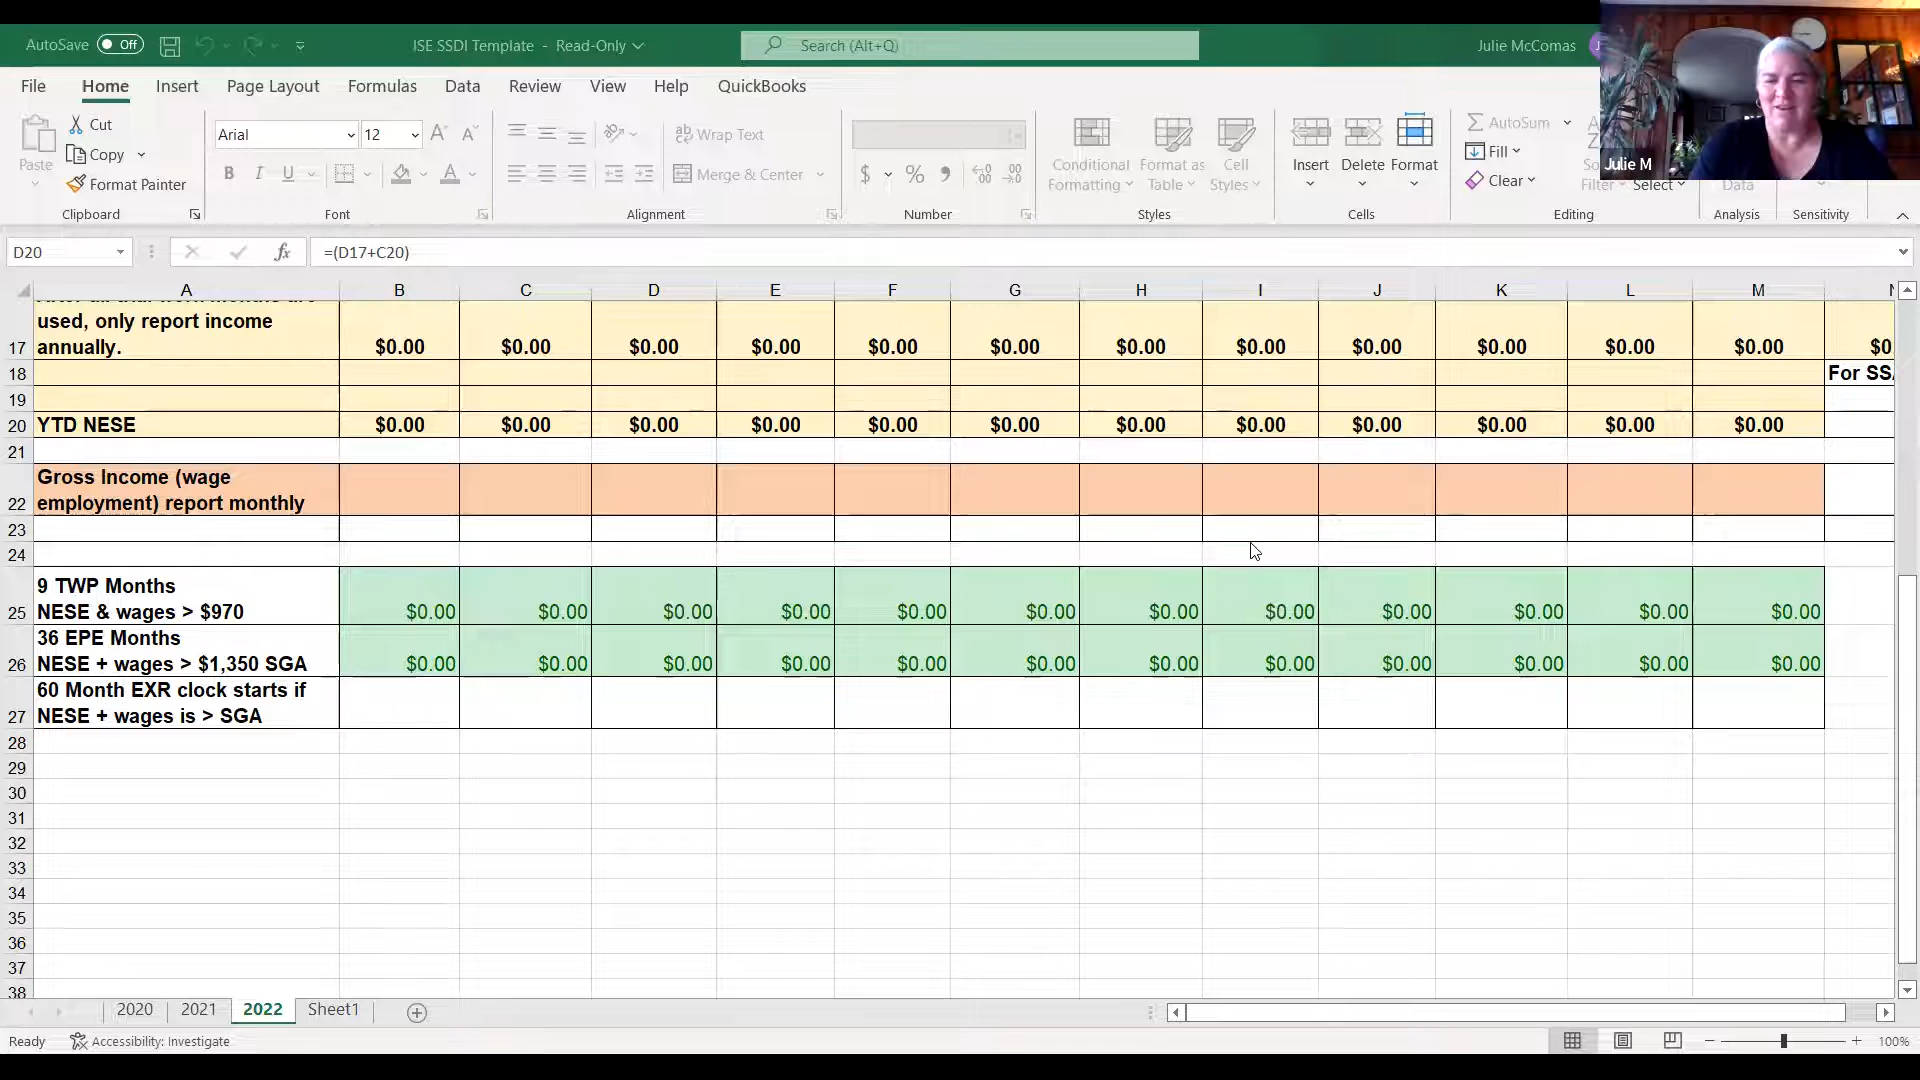 AutoSave Off
ISE SSDI Template - Read-Only
Search (Alt+Q)
Julie McComas
File Home Insert Page Layout Formulas Data Review View Help QuickBooks
Paste
Cut
Copy
Format Painter
Clipboard
Arial 12
Font
Wrap Text
Merge & Center
Alignment
Number
Conditional Formatting
Format as Table
Cell Styles
Styles
Insert Delete Format
Cells
AutoSum
Fill
Clear
Select
Filter
Editing
Data
Analysis
Sensitivity
Julie M
D20 =(D17+C20)
A B C D E F G H I J K L M
used, only report income
17 annually. $0.00 $0.00 $0.00 $0.00 $0.00 $0.00 $0.00 $0.00 $0.00 $0.00 $0.00 $0.00 $0
18 For SSA
19
20 YTD NESE $0.00 $0.00 $0.00 $0.00 $0.00 $0.00 $0.00 $0.00 $0.00 $0.00 $0.00 $0.00
21
Gross Income (wage
22 employment) report monthly
23
24
9 TWP Months
25 NESE & wages > $970 $0.00 $0.00 $0.00 $0.00 $0.00 $0.00 $0.00 $0.00 $0.00 $0.00 $0.00 $0.00
36 EPE Months
26 NESE + wages > $1,350 SGA $0.00 $0.00 $0.00 $0.00 $0.00 $0.00 $0.00 $0.00 $0.00 $0.00 $0.00 $0.00
60 Month EXR clock starts if
27 NESE + wages is > SGA
28
29
30
31
32
33
34
35
36
37
38
2020 2021 2022 Sheet1
Ready Accessibility: Investigate 100%